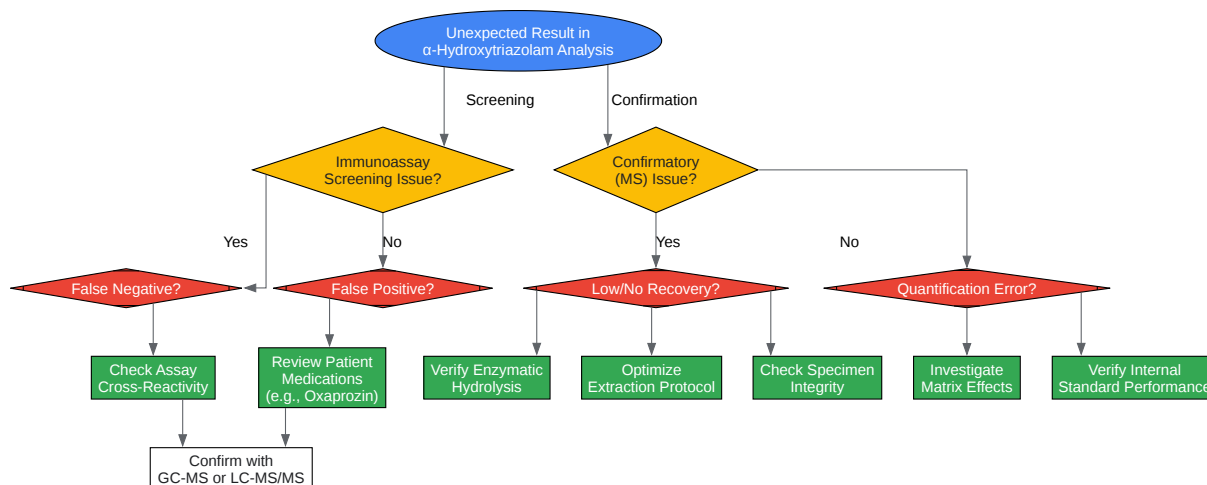 Unexpected Result in
α-Hydroxytriazolam Analysis
Screening
Confirmation
Immunoassay
Screening Issue?
Confirmatory
(MS) Issue?
Yes
No
Yes
No
False Negative?
False Positive?
Low/No Recovery?
Quantification Error?
Check Assay
Cross-Reactivity
Review Patient
Medications
(e.g., Oxaprozin)
Verify Enzymatic
Hydrolysis
Optimize
Extraction Protocol
Check Specimen
Integrity
Investigate
Matrix Effects
Verify Internal
Standard Performance
Confirm with
GC-MS or LC-MS/MS